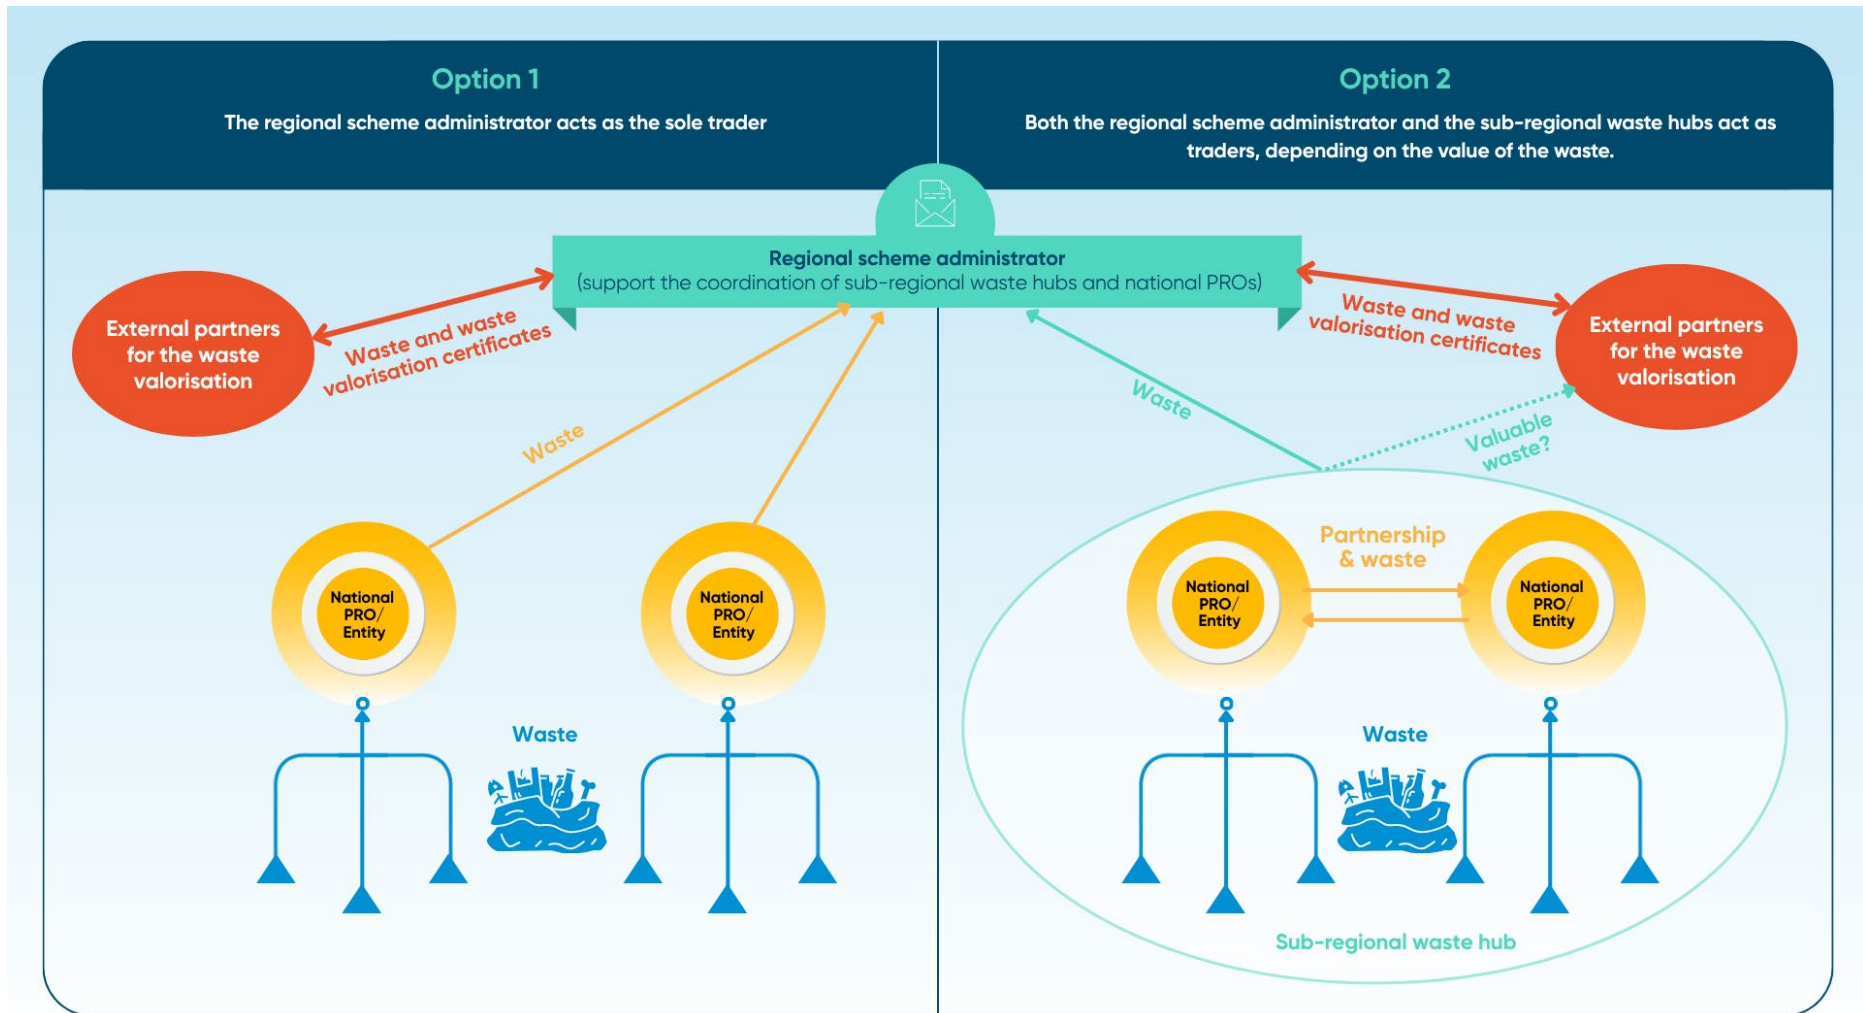 Option 1
The regional scheme administrator acts as the sole trader
Option 2
Both the regional scheme administrator and the sub-regional waste hubs act as
traders, depending on the value of the waste.
Regional scheme administrator
(support the coordination of sub-regional waste hubs and national PROs)
External partners
for the waste
valorisation
Waste and waste
valorisation certificates
Waste
National
PRO/
Entity
National
PRO/
Entity
Waste
Waste and waste
valorisation certificates
External partners
for the waste
valorisation
Waste
Valuable
waste?
Partnership
& waste
National
PRO/
Entity
National
PRO/
Entity
Waste
Sub-regional waste hub